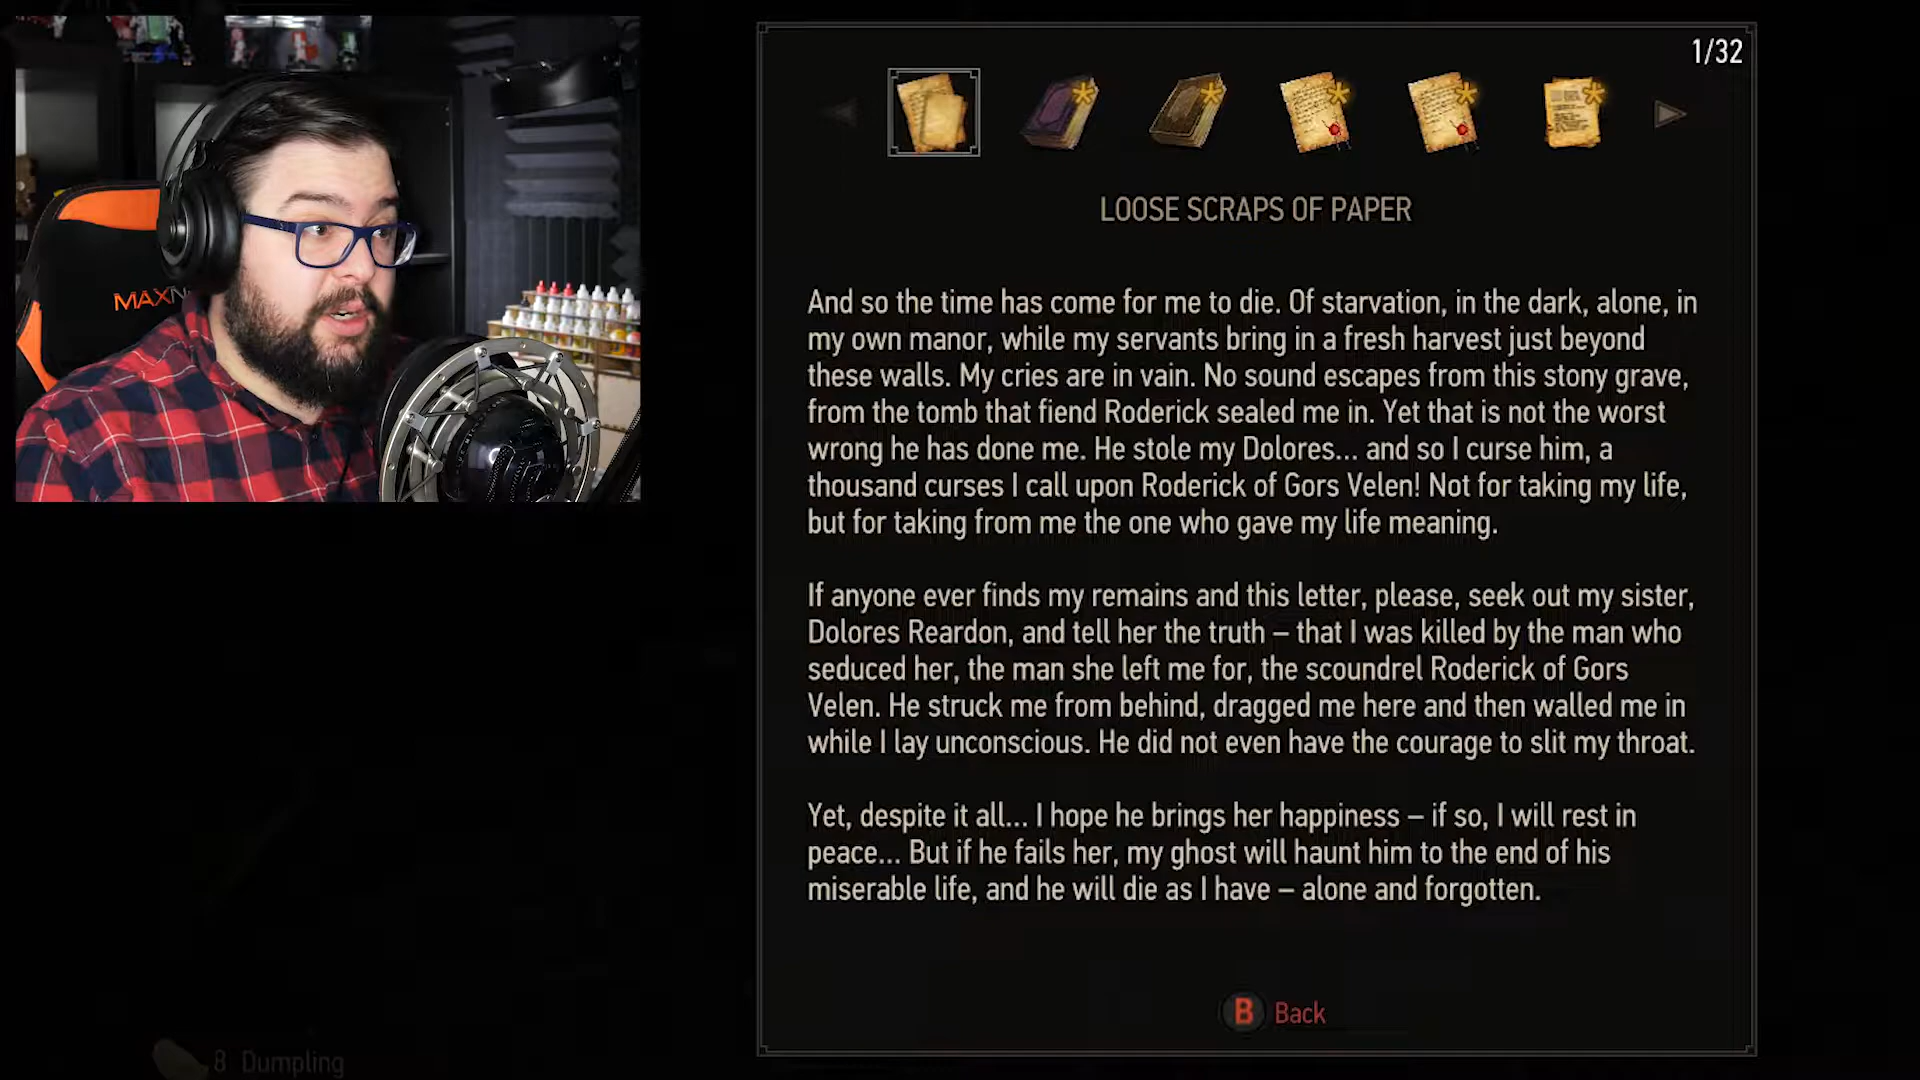 1/32
LOOSE SCRAPS OF PAPER
And so the time has come for me to die. Of starvation, in the dark, alone, in
my own manor, while my servants bring in a fresh harvest just beyond
these walls. My cries are in vain. No sound escapes from this stony grave,
from the tomb that fiend Roderick sealed me in. Yet that is not the worst
wrong he has done me. He stole my Dolores... and so I curse him, a
thousand curses I call upon Roderick of Gors Velen! Not for taking my life,
but for taking from me the one who gave my life meaning.
If anyone ever finds my remains and this letter, please, seek out my sister,
Dolores Reardon, and tell her the truth – that I was killed by the man who
seduced her, the man she left me for, the scoundrel Roderick of Gors
Velen. He struck me from behind, dragged me here and then walled me in
while I lay unconscious. He did not even have the courage to slit my throat.
Yet, despite it all... I hope he brings her happiness – if so, I will rest in
peace... But if he fails her, my ghost will haunt him to the end of his
miserable life, and he will die as I have – alone and forgotten.
B Back
8 Dumpling
MAXN